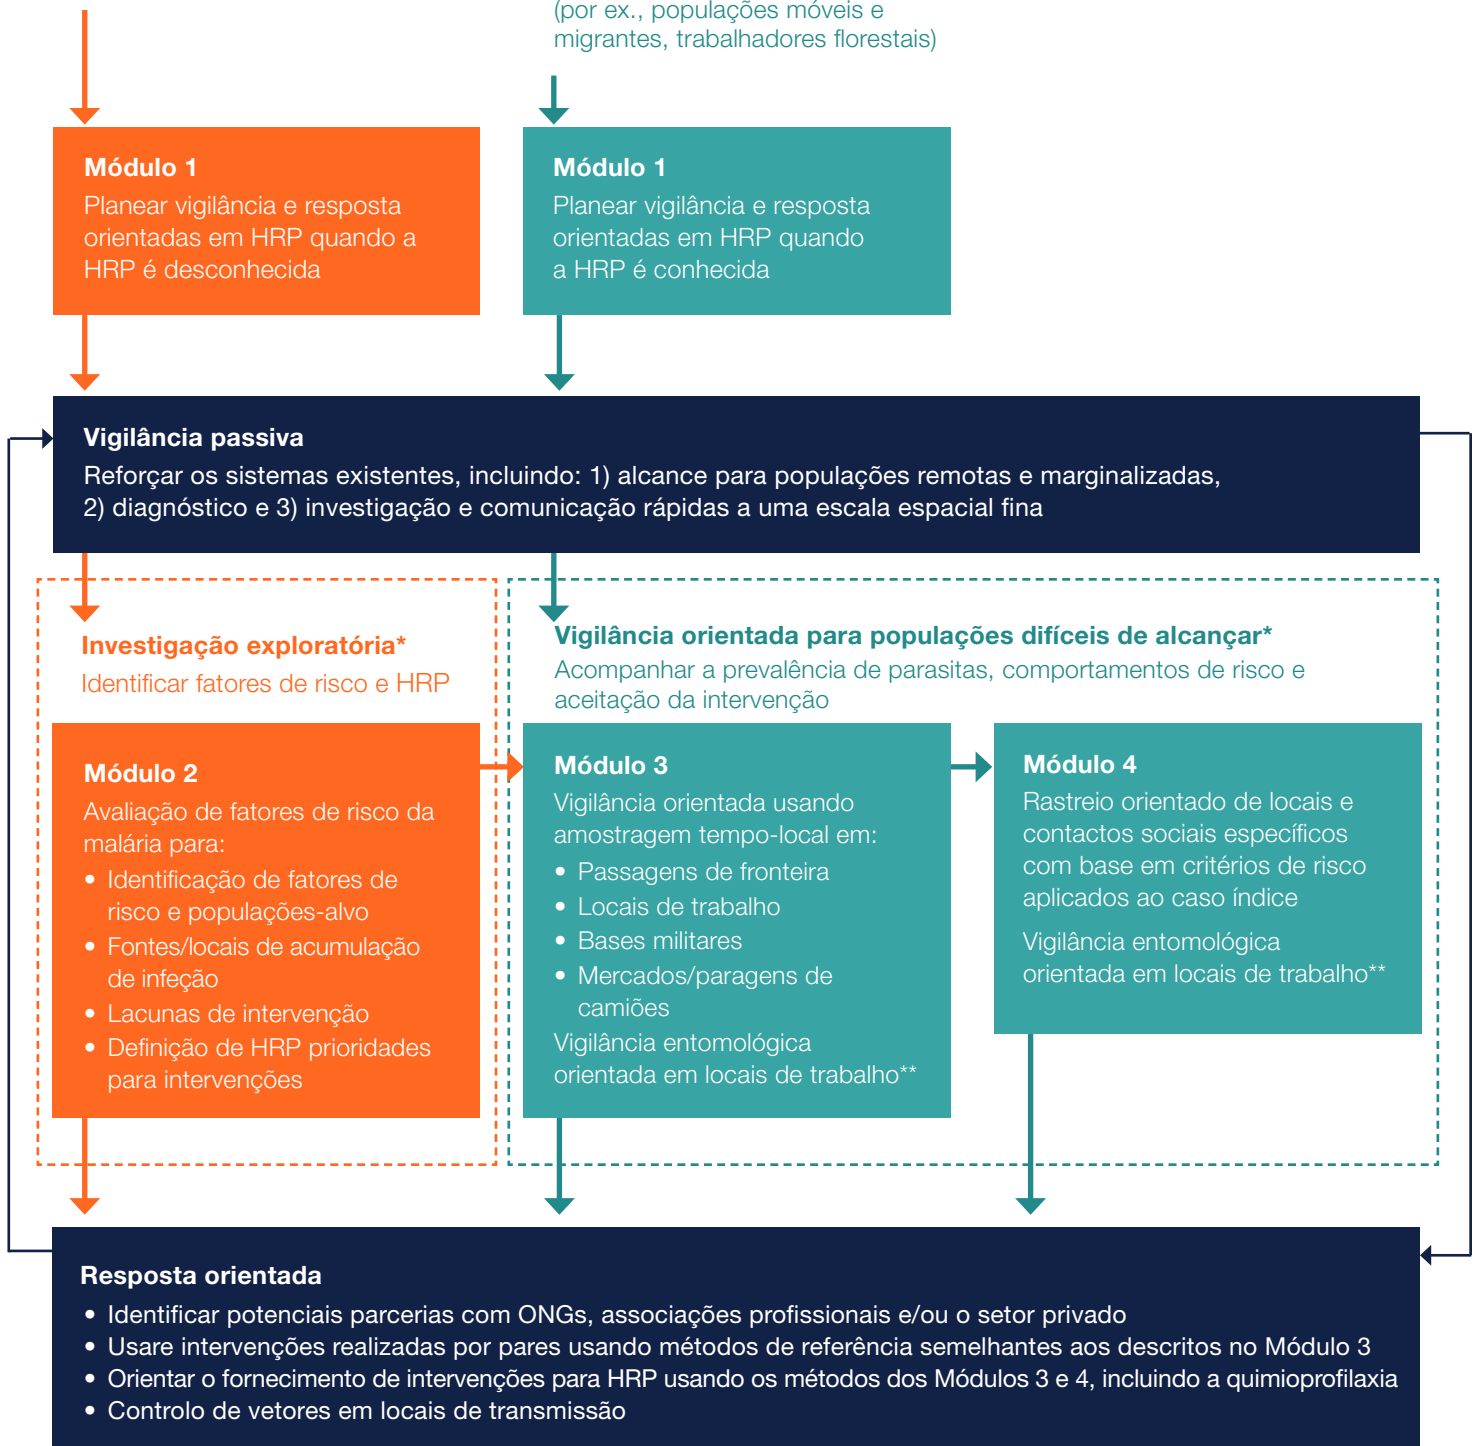 (por ex., populações móveis e
migrantes, trabalhadores florestais)
Módulo 1
Planear vigilância e resposta
orientadas em HRP quando a
HRP é desconhecida
Módulo 1
Planear vigilância e resposta
orientadas em HRP quando
a HRP é conhecida
Vigilância passiva
Reforçar os sistemas existentes, incluindo: 1) alcance para populações remotas e marginalizadas,
2) diagnóstico e 3) investigação e comunicação rápidas a uma escala espacial fina
Investigação exploratória*
Identificar fatores de risco e HRP
Vigilância orientada para populações difíceis de alcançar*
Acompanhar a prevalência de parasitas, comportamentos de risco e
aceitação da intervenção
Módulo 2
Avaliação de fatores de risco da
malária para:
• Identificação de fatores de
risco e populações-alvo
• Fontes/locais de acumulação
de infeção
• Lacunas de intervenção
• Definição de HRP prioridades
para intervenções
Módulo 3
Vigilância orientada usando
amostragem tempo-local em:
• Passagens de fronteira
• Locais de trabalho
• Bases militares
• Mercados/paragens de
camiões
Vigilância entomológica
orientada em locais de trabalho**
Módulo 4
Rastreio orientado de locais e
contactos sociais específicos
com base em critérios de risco
aplicados ao caso índice
Vigilância entomológica
orientada em locais de trabalho**
Resposta orientada
• Identificar potenciais parcerias com ONGs, associações profissionais e/ou o setor privado
• Usare intervenções realizadas por pares usando métodos de referência semelhantes aos descritos no Módulo 3
• Orientar o fornecimento de intervenções para HRP usando os métodos dos Módulos 3 e 4, incluindo a quimioprofilaxia
• Controlo de vetores em locais de transmissão